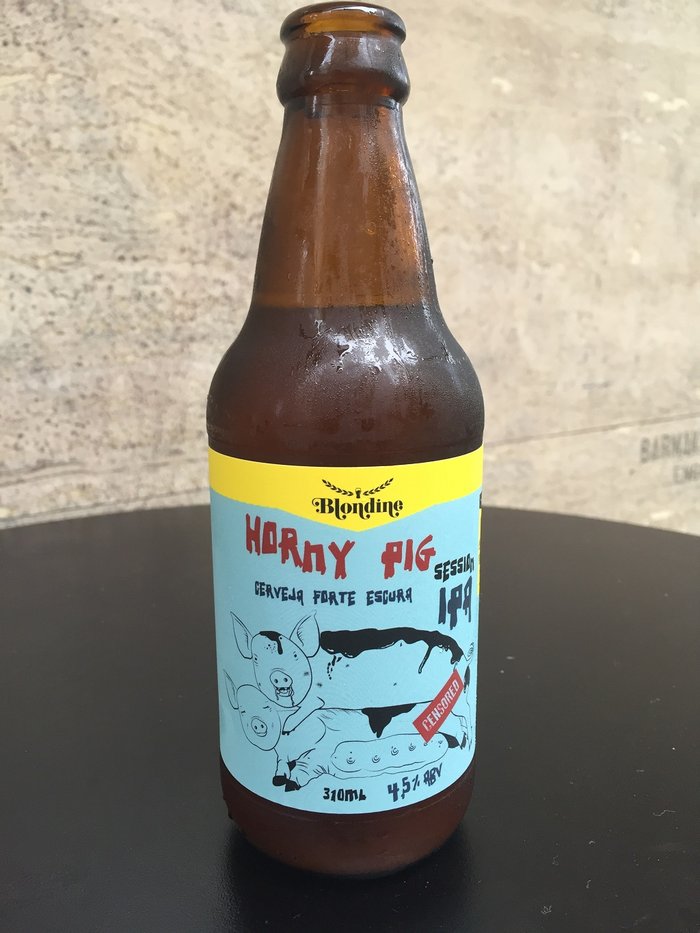 Blondine
HORNY PIG
SESSION
IPA
CERVEJA FORTE ESCURA
CENSORED
310ML 4,5% ABV